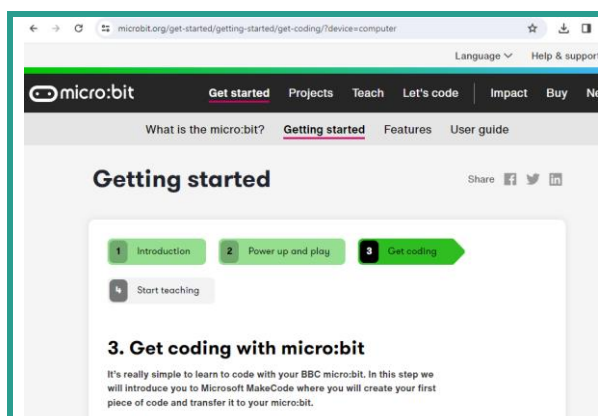 microbit.org/get-started/getting-started/get-coding/?device=computer
Language Help & support
micro:bit Get started Projects Teach Let's code Impact Buy
What is the micro:bit? Getting started Features User guide
Getting started Share
1 Introduction 2 Power up and play 3 Get coding
4 Start teaching
3. Get coding with micro:bit
It's really simple to learn to code with your BBC micro:bit. In this step we
will introduce you to Microsoft MakeCode where you will create your first
piece of code and transfer it to your micro:bit.